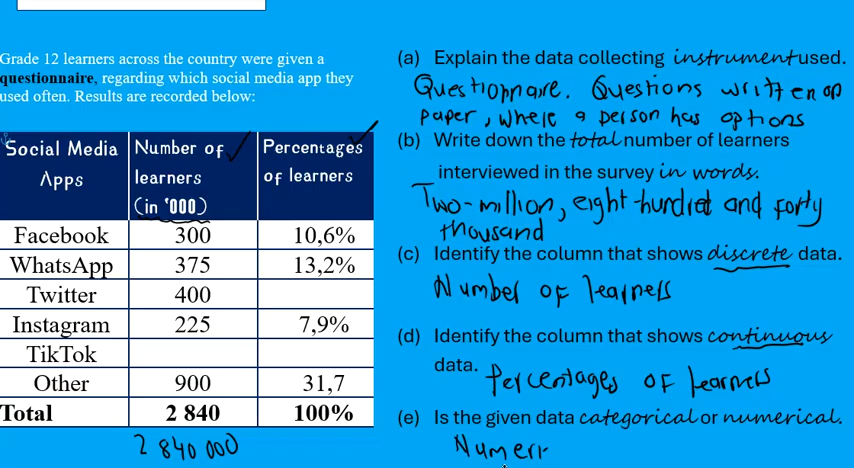 Grade 12 learners across the country were given a
questionnaire, regarding which social media app they
used often. Results are recorded below:
Social Media Apps | Number of learners (in '000) | Percentages of learners
Facebook 300 10,6%
WhatsApp 375 13,2%
Twitter 400
Instagram 225 7,9%
TikTok
Other 900 31,7
Total 2 840 100%
2 840 000
(a) Explain the data collecting instrument used.
Questionnaire. Questions written on
paper, where a person has options
(b) Write down the total number of learners
interviewed in the survey in words.
Two-million, eight-hundred and forty
thousand
(c) Identify the column that shows discrete data.
Number of learners
(d) Identify the column that shows continuous
data.
Percentages of learners
(e) Is the given data categorical or numerical.
Numeri